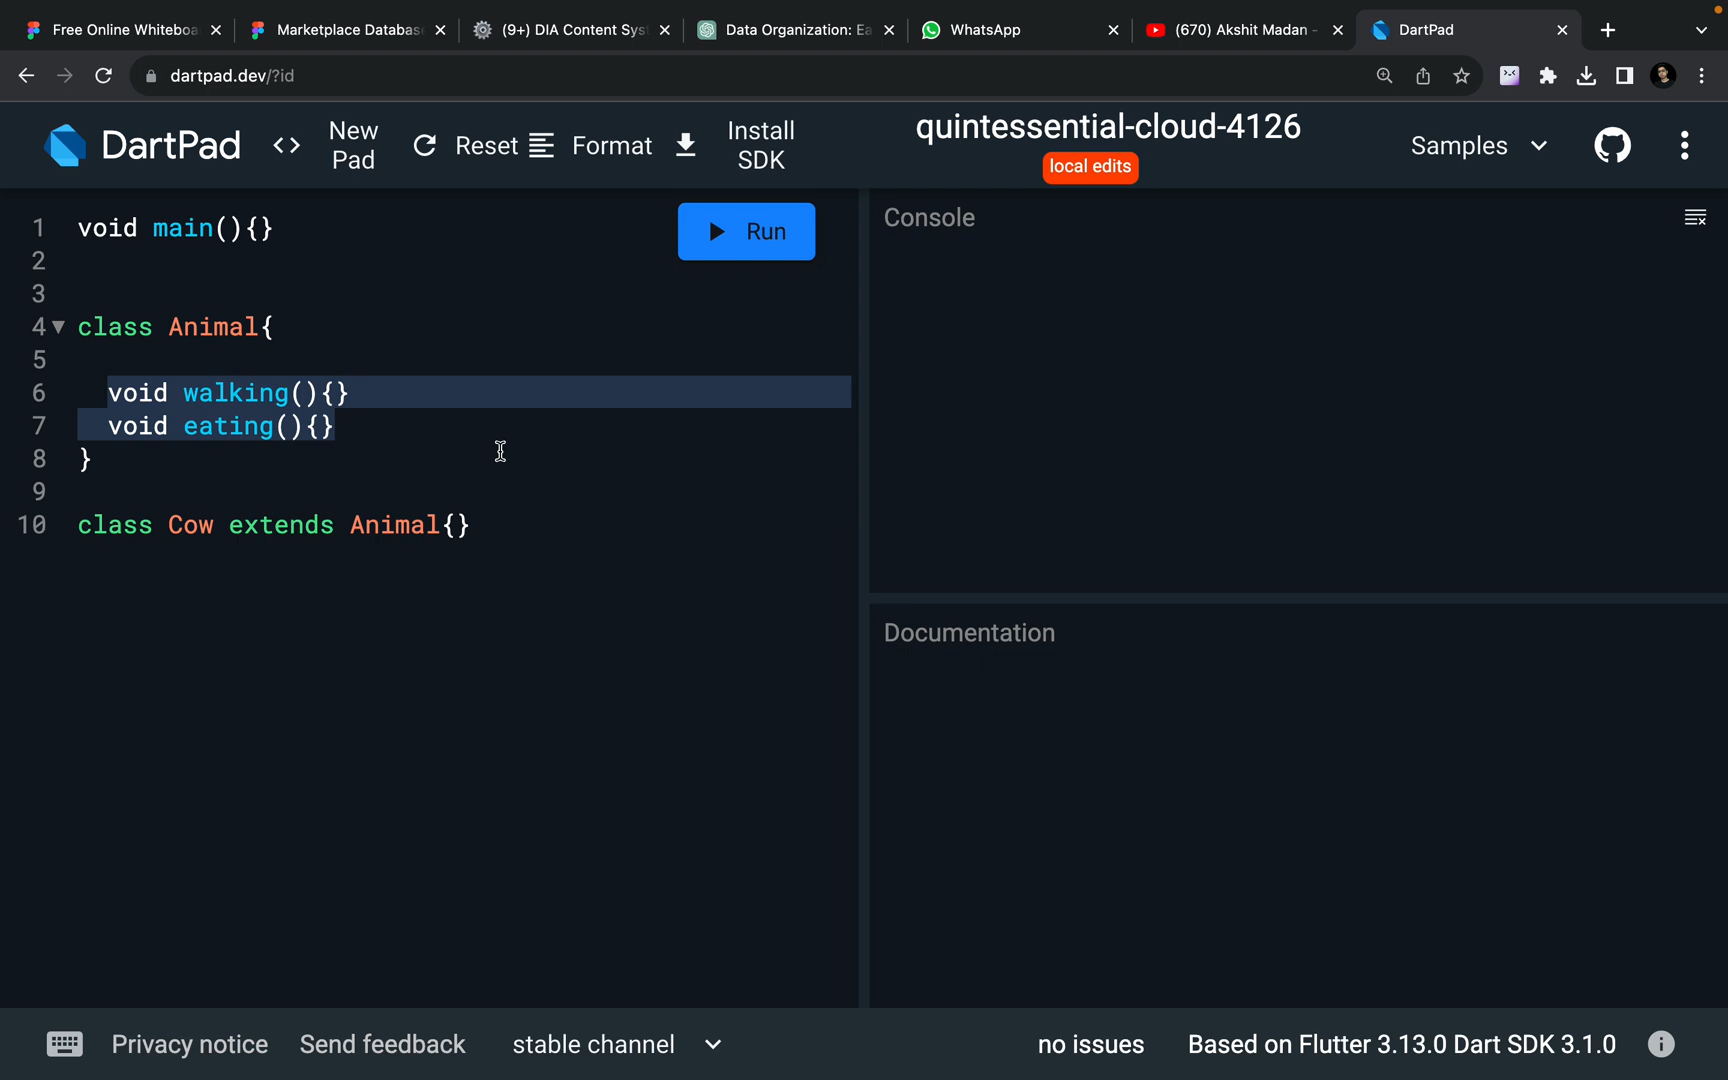 Free Online Whiteboa
Marketplace Databas
(9+) DIA Content Syst
Data Organization: Ea
WhatsApp
(670) Akshit Madan -
DartPad
dartpad.dev/?id
DartPad
<> New Pad
Reset
Format
Install SDK
quintessential-cloud-4126
local edits
Samples
Run
1 void main(){}
2
3
4 class Animal{
5
6 void walking(){}
7 void eating(){}
8 }
9
10 class Cow extends Animal{}
Console
Documentation
Privacy notice
Send feedback
stable channel
no issues
Based on Flutter 3.13.0 Dart SDK 3.1.0